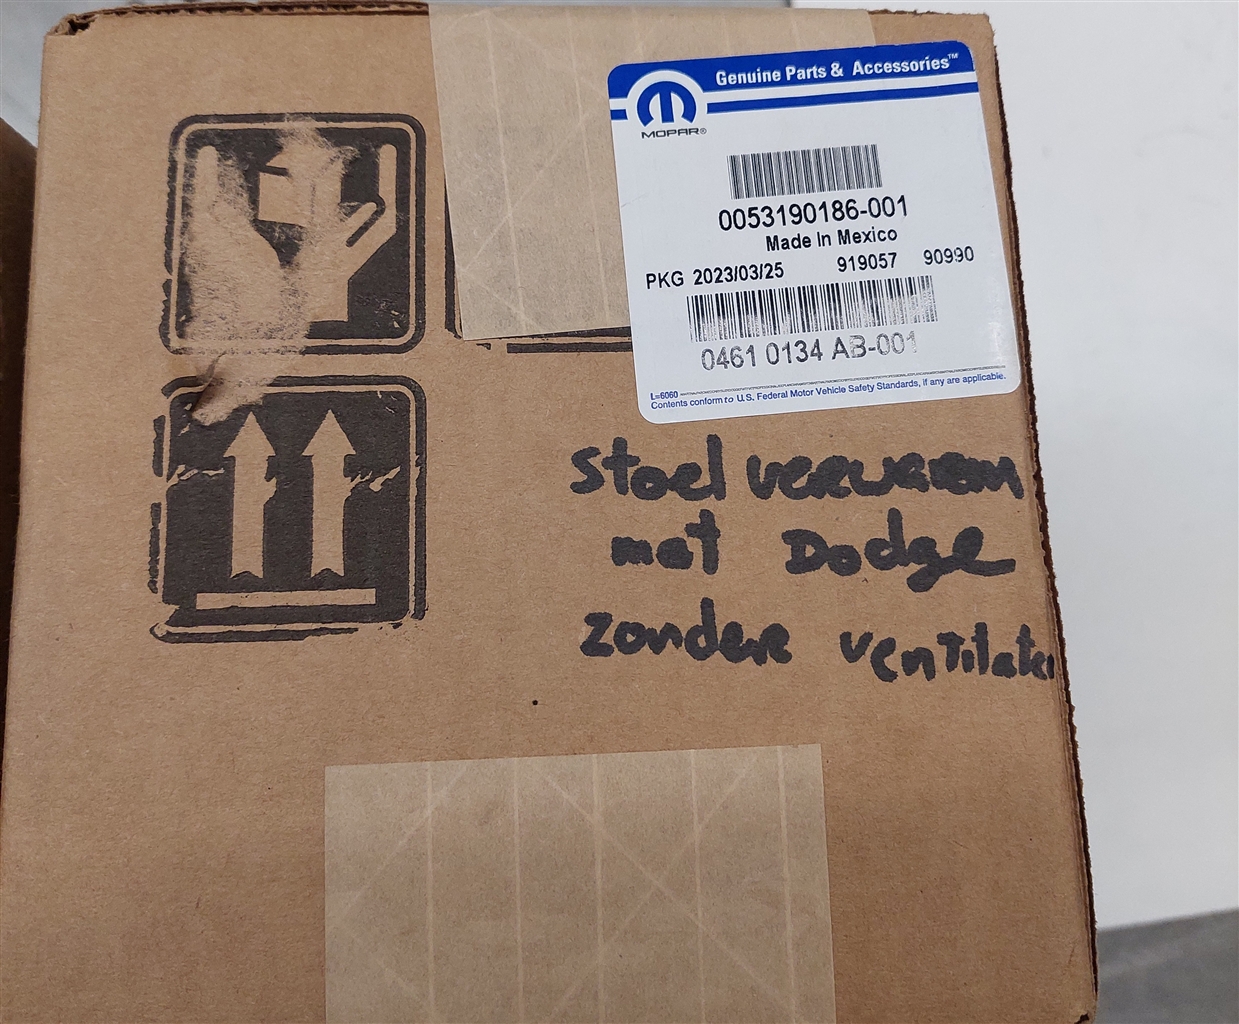 Genuine Parts & Accessories™
MOPAR®
0053190186-001
Made In Mexico
PKG 2023/03/25 919057 90990
0461 0134 AB-001
L=6060
Contents conform to U.S. Federal Motor Vehicle Safety Standards, if any are applicable.
Stoel verwarm
met Dodge
zonder ventilator